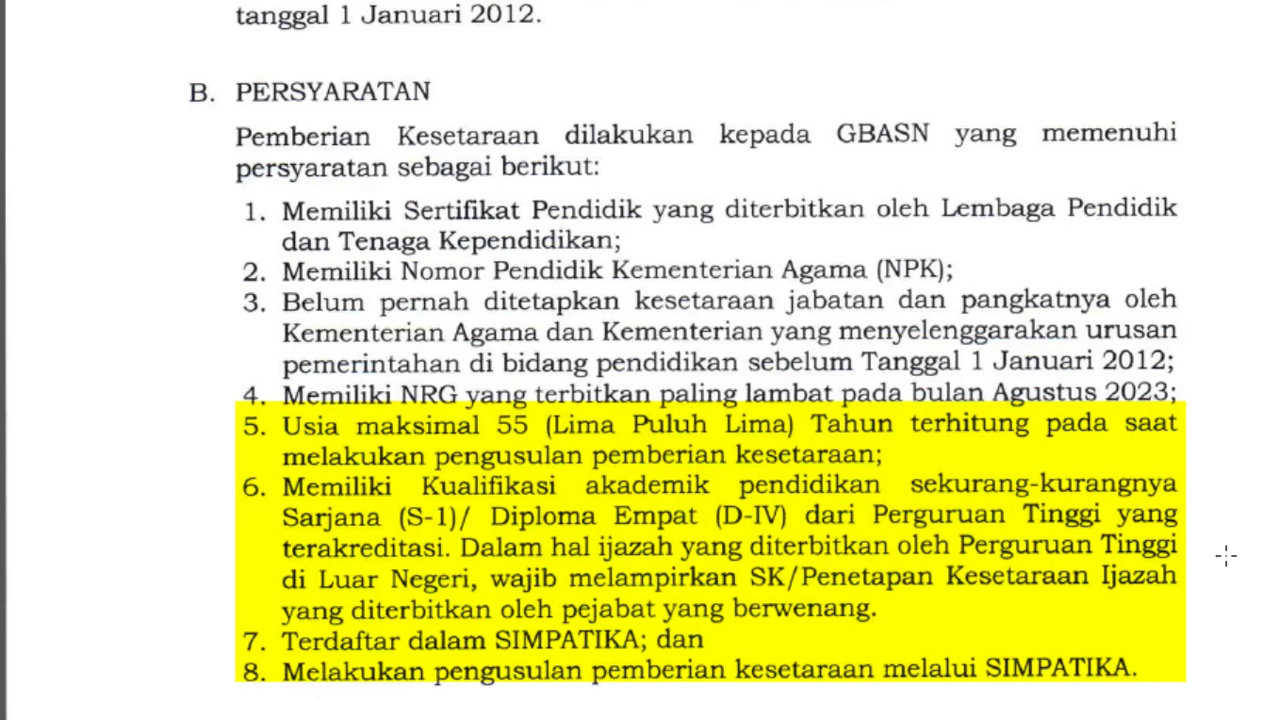 tanggal 1 Januari 2012.
B. PERSYARATAN
Pemberian Kesetaraan dilakukan kepada GBASN yang memenuhi
persyaratan sebagai berikut:
1. Memiliki Sertifikat Pendidik yang diterbitkan oleh Lembaga Pendidik
dan Tenaga Kependidikan;
2. Memiliki Nomor Pendidik Kementerian Agama (NPK);
3. Belum pernah ditetapkan kesetaraan jabatan dan pangkatnya oleh
Kementerian Agama dan Kementerian yang menyelenggarakan urusan
pemerintahan di bidang pendidikan sebelum Tanggal 1 Januari 2012;
4. Memiliki NRG yang terbitkan paling lambat pada bulan Agustus 2023;
5. Usia maksimal 55 (Lima Puluh Lima) Tahun terhitung pada saat
melakukan pengusulan pemberian kesetaraan;
6. Memiliki Kualifikasi akademik pendidikan sekurang-kurangnya
Sarjana (S-1)/ Diploma Empat (D-IV) dari Perguruan Tinggi yang
terakreditasi. Dalam hal ijazah yang diterbitkan oleh Perguruan Tinggi
di Luar Negeri, wajib melampirkan SK/Penetapan Kesetaraan Ijazah
yang diterbitkan oleh pejabat yang berwenang.
7. Terdaftar dalam SIMPATIKA; dan
8. Melakukan pengusulan pemberian kesetaraan melalui SIMPATIKA.